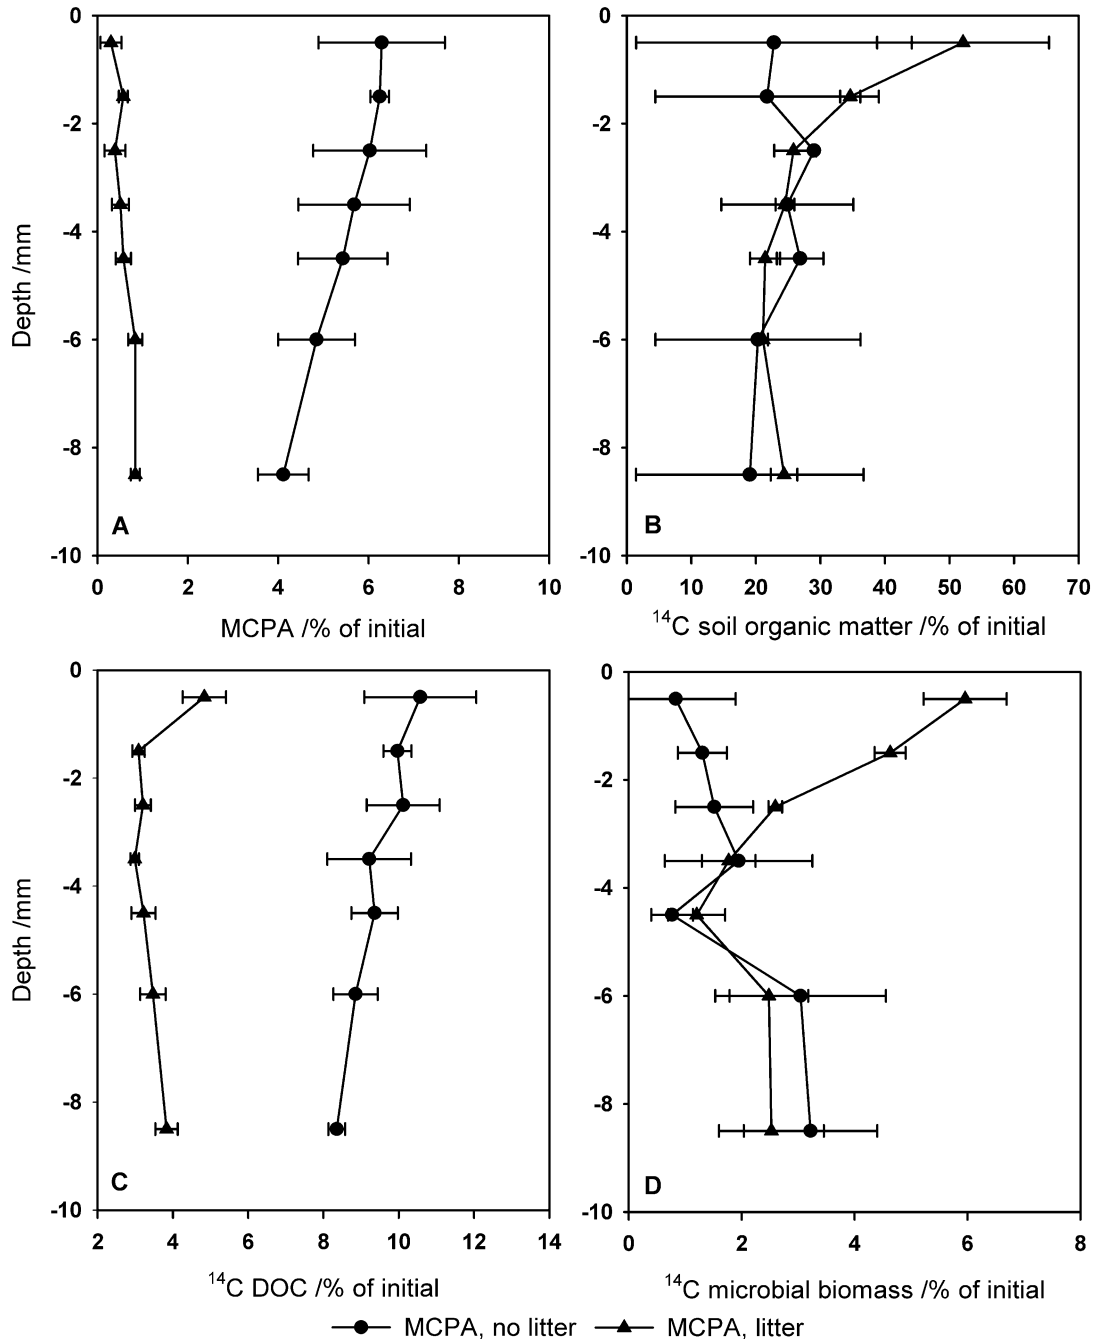 0
-2
-4
-6
-8
-10
Depth /mm
A
0 2 4 6 8 10
MCPA /% of initial
0
-2
-4
-6
-8
-10
B
0 10 20 30 40 50 60 70
14C soil organic matter /% of initial
0
-2
-4
-6
-8
-10
Depth /mm
C
2 4 6 8 10 12 14
14C DOC /% of initial
0
-2
-4
-6
-8
-10
D
0 2 4 6 8
14C microbial biomass /% of initial
MCPA, no litter MCPA, litter